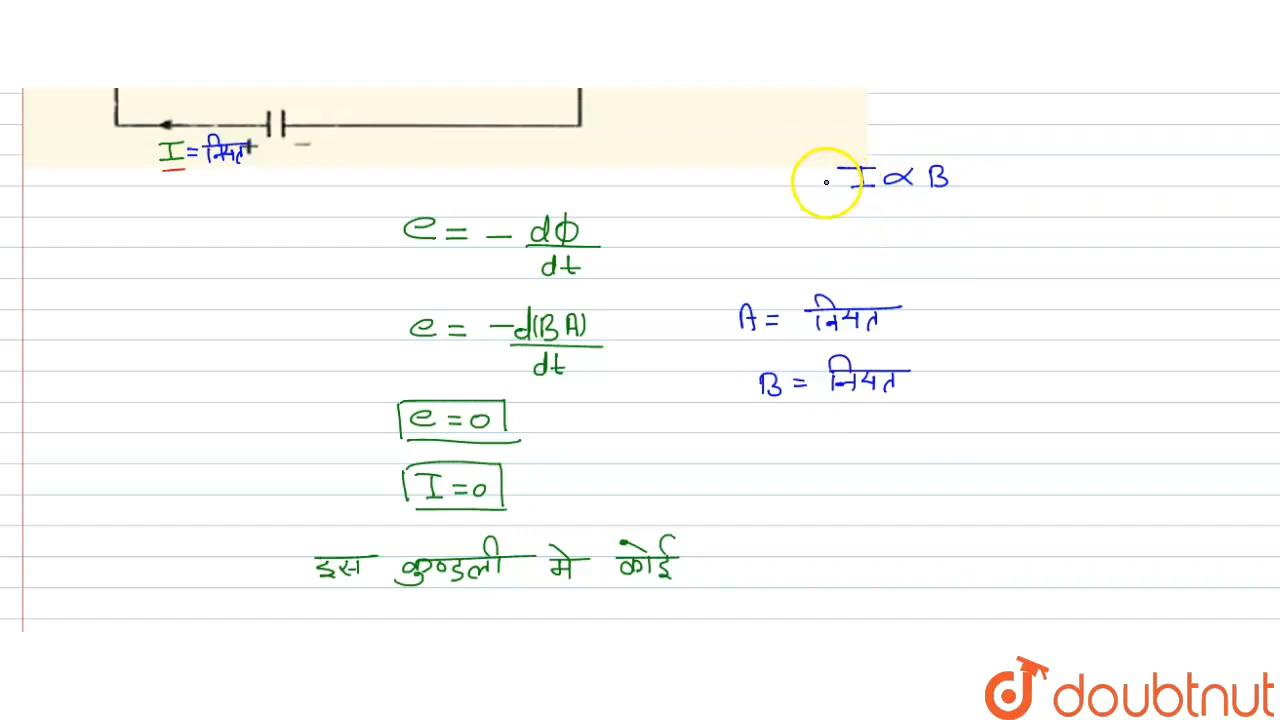 I = नियत + −
I ∝ B
e = − dϕ/dt
e = −d(BA)/dt
A = नियत
B = नियत
e = 0
I = 0
इस कुण्डली मे कोई
doubtnut